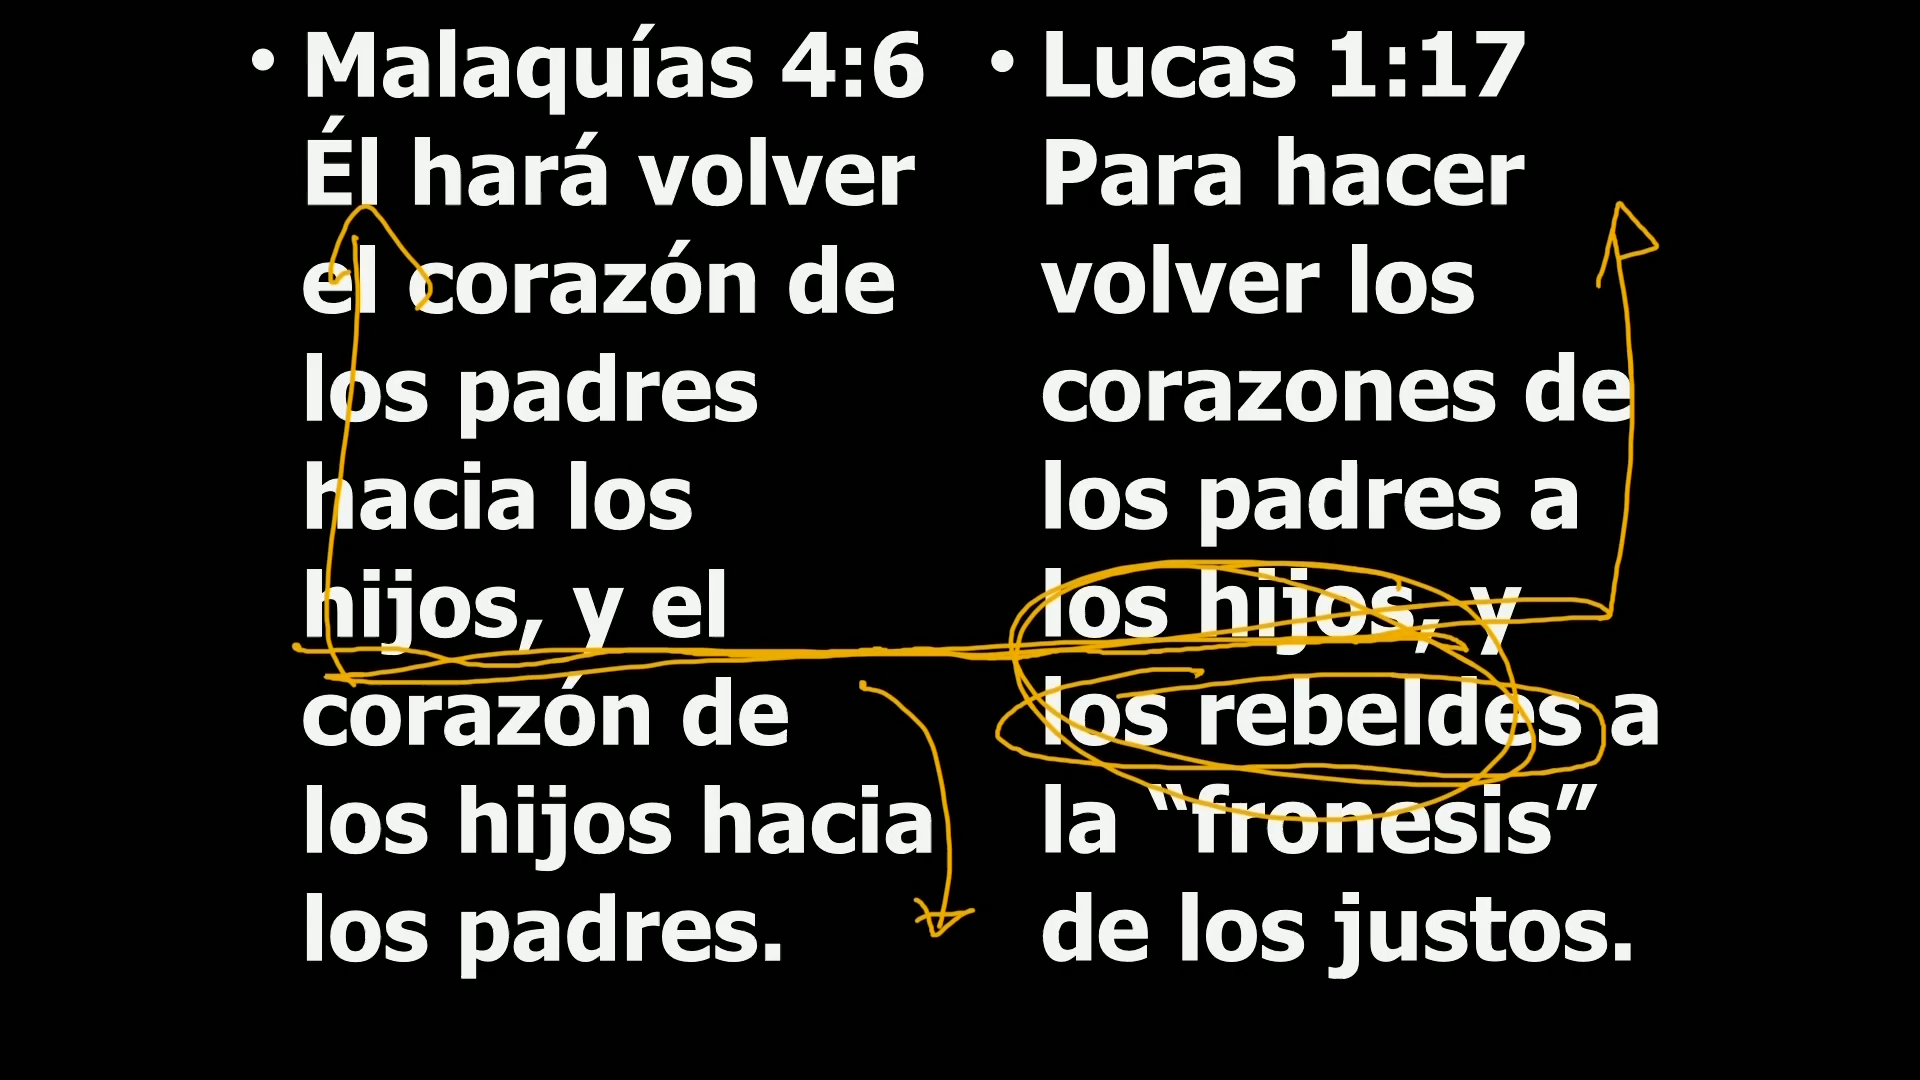 • Malaquías 4:6
Él hará volver
el corazón de
los padres
hacia los
hijos, y el
corazón de
los hijos hacia
los padres.
• Lucas 1:17
Para hacer
volver los
corazones de
los padres a
los hijos, y
los rebeldes a
la “fronesis”
de los justos.